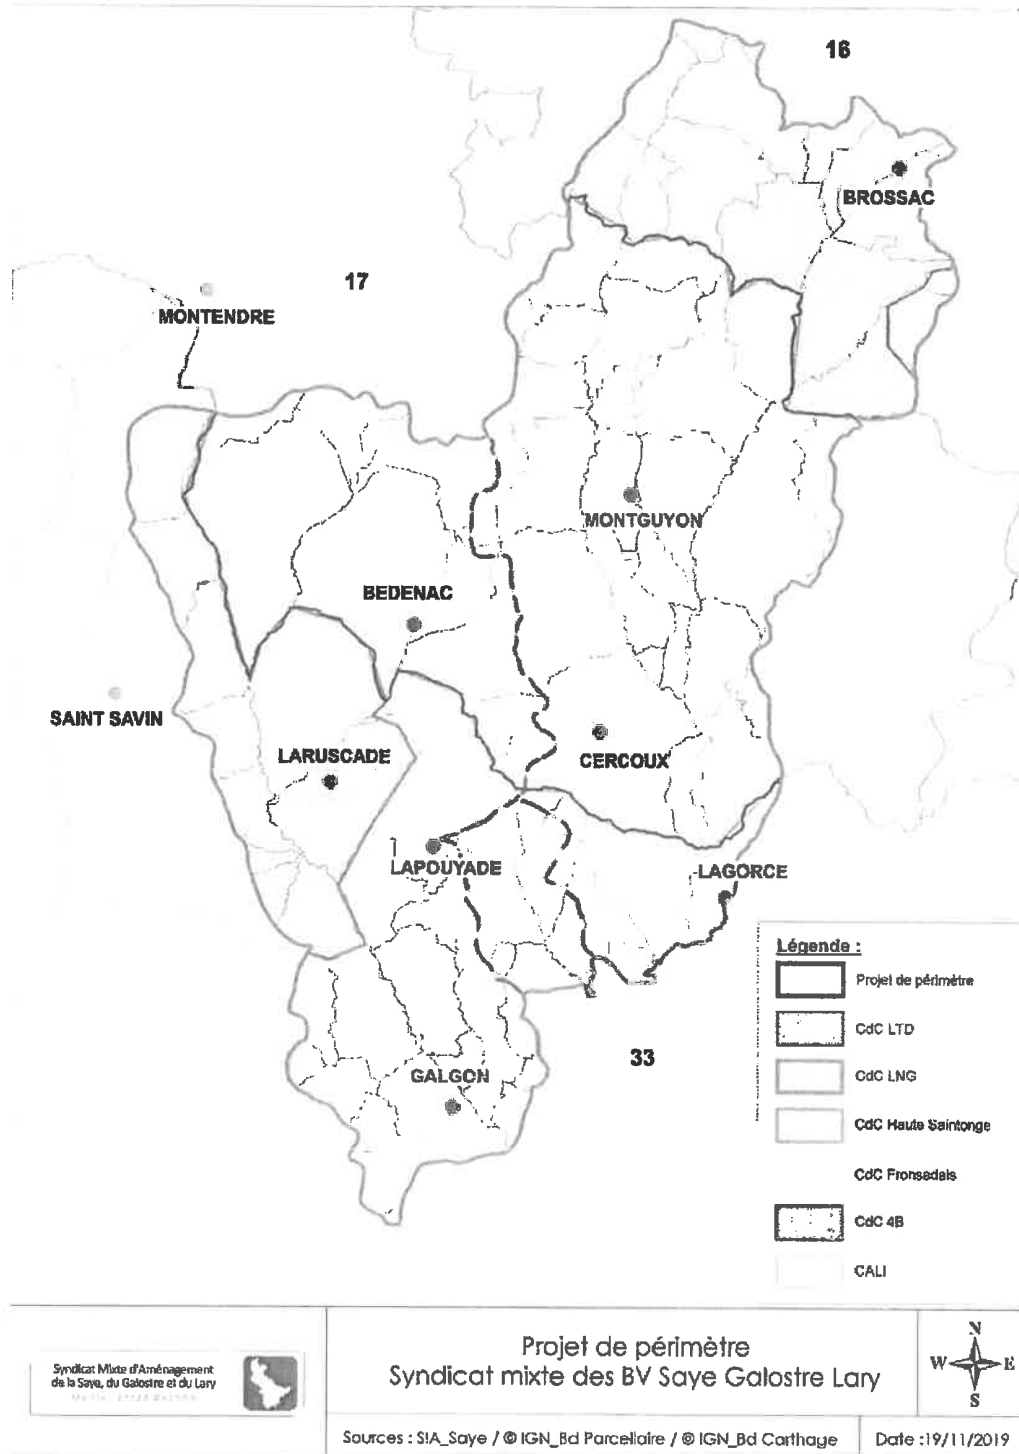 16
BROSSAC
17
MONTENDRE
MONTGUYON
BEDENAC
SAINT SAVIN
LARUSCADE
CERCOUX
LAPOUYADE
LAGORCE
GALGON
33
Légende :
Projet de périmètre
CdC LTD
CdC LNG
CdC Haute Saintonge
CdC Fronsadais
CdC 4B
CALI
Syndicat Mixte d'Aménagement
de la Saye, du Galostre et du Lary
Projet de périmètre
Syndicat mixte des BV Saye Galostre Lary
N
W E
S
Sources : SIA_Saye / © IGN_Bd Parcellaire / © IGN_Bd Carthage
Date :19/11/2019